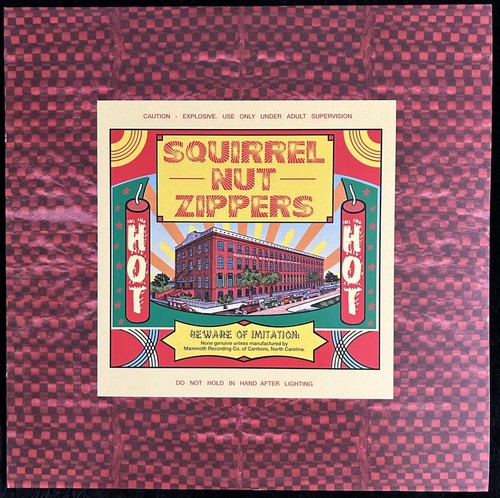 CAUTION - EXPLOSIVE. USE ONLY UNDER ADULT SUPERVISION
SQUIRREL
NUT
ZIPPERS
HOT
HOT
BEWARE OF IMITATION:
None genuine unless manufactured by
Mammoth Recording Co. of Carrboro, North Carolina.
DO NOT HOLD IN HAND AFTER LIGHTING